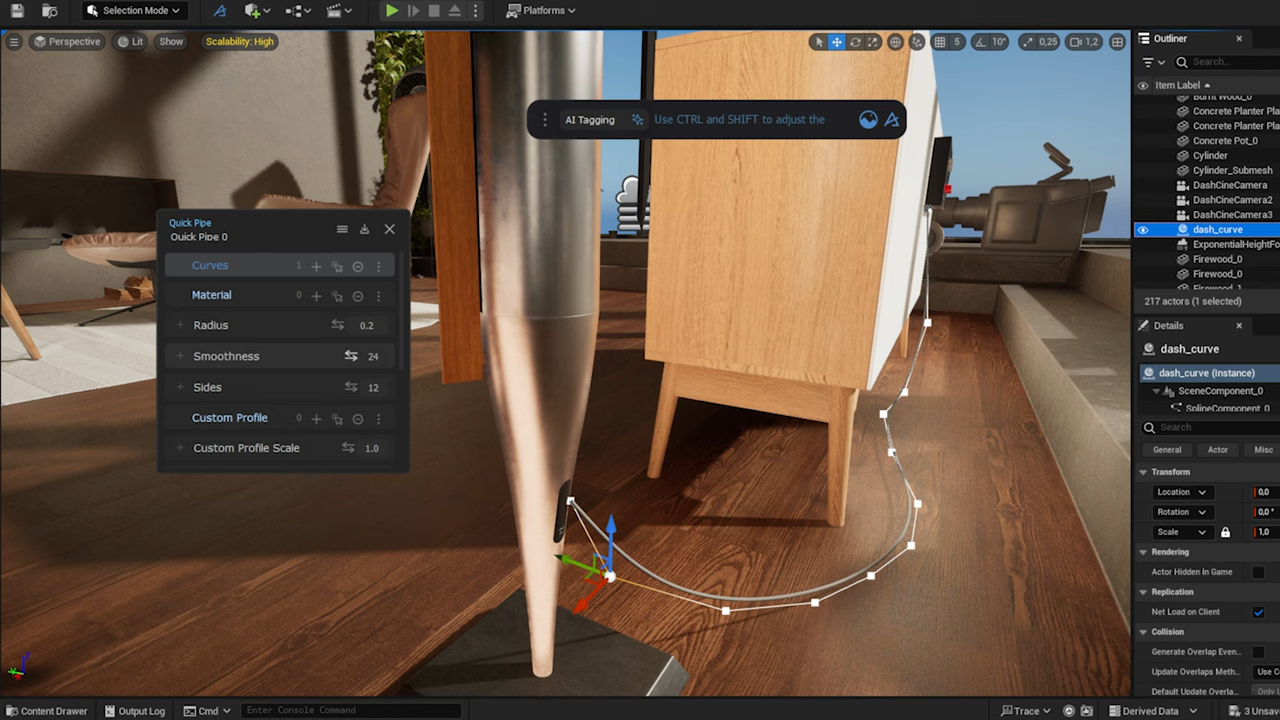 Selection Mode
Platforms
Perspective
Lit
Show
Scalability: High
5
10°
0,25
1,2
AI Tagging
Use CTRL and SHIFT to adjust the
Quick Pipe
Quick Pipe 0
Curves 1
Material 0
Radius 0.2
Smoothness 24
Sides 12
Custom Profile 0
Custom Profile Scale 1.0
Outliner
Search...
Item Label
Burnt Wood_0
Concrete Planter Pla
Concrete Planter Pla
Concrete Pot_0
Cylinder
Cylinder_Submesh
DashCineCamera
DashCineCamera2
DashCineCamera3
dash_curve
ExponentialHeightFo
Firewood_0
Firewood_0
Firewood_1
217 actors (1 selected)
Details
dash_curve
dash_curve (Instance)
SceneComponent_0
SplineComponent_0
Search
General Actor Misc
Transform
Location 0,0
Rotation 0,0°
Scale 1,0
Rendering
Actor Hidden In Game
Replication
Net Load on Client
Collision
Generate Overlap Even..
Update Overlaps Meth.. Use C
Default Update Overla.. Only U
Content Drawer
Output Log
Cmd
Enter Console Command
Trace
Derived Data
3 Unsav